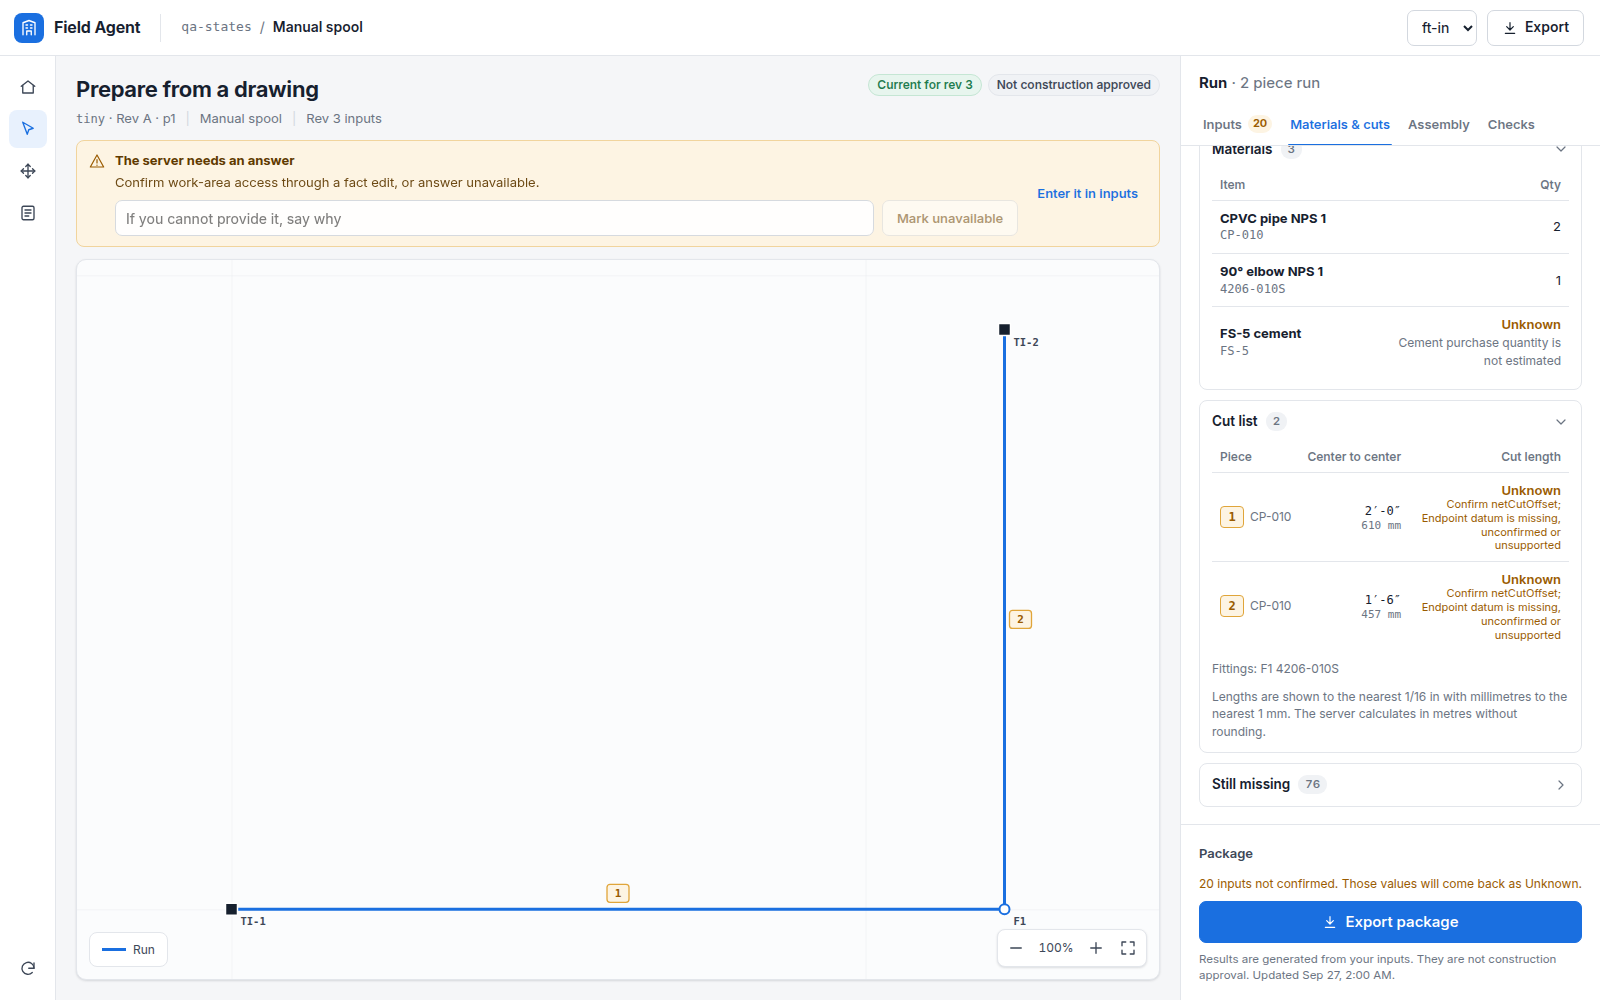 Field Agent
qa-states / Manual spool
ft-in
Export
Prepare from a drawing
Current for rev 3
Not construction approved
tiny · Rev A · p1
Manual spool
Rev 3 inputs
The server needs an answer
Confirm work-area access through a fact edit, or answer unavailable.
If you cannot provide it, say why
Mark unavailable
Enter it in inputs
TI-2
2
1
TI-1
F1
Run
100%
Run · 2 piece run
Inputs 20
Materials & cuts
Assembly
Checks
Materials 3
Item Qty
CPVC pipe NPS 1
CP-010
2
90° elbow NPS 1
4206-010S
1
FS-5 cement
FS-5
Unknown
Cement purchase quantity is
not estimated
Cut list 2
Piece Center to center Cut length
1 CP-010
2′-0″
610 mm
Unknown
Confirm netCutOffset;
Endpoint datum is missing,
unconfirmed or
unsupported
2 CP-010
1′-6″
457 mm
Unknown
Confirm netCutOffset;
Endpoint datum is missing,
unconfirmed or
unsupported
Fittings: F1 4206-010S
Lengths are shown to the nearest 1/16 in with millimetres to the
nearest 1 mm. The server calculates in metres without
rounding.
Still missing 76
Package
20 inputs not confirmed. Those values will come back as Unknown.
Export package
Results are generated from your inputs. They are not construction
approval. Updated Sep 27, 2:00 AM.